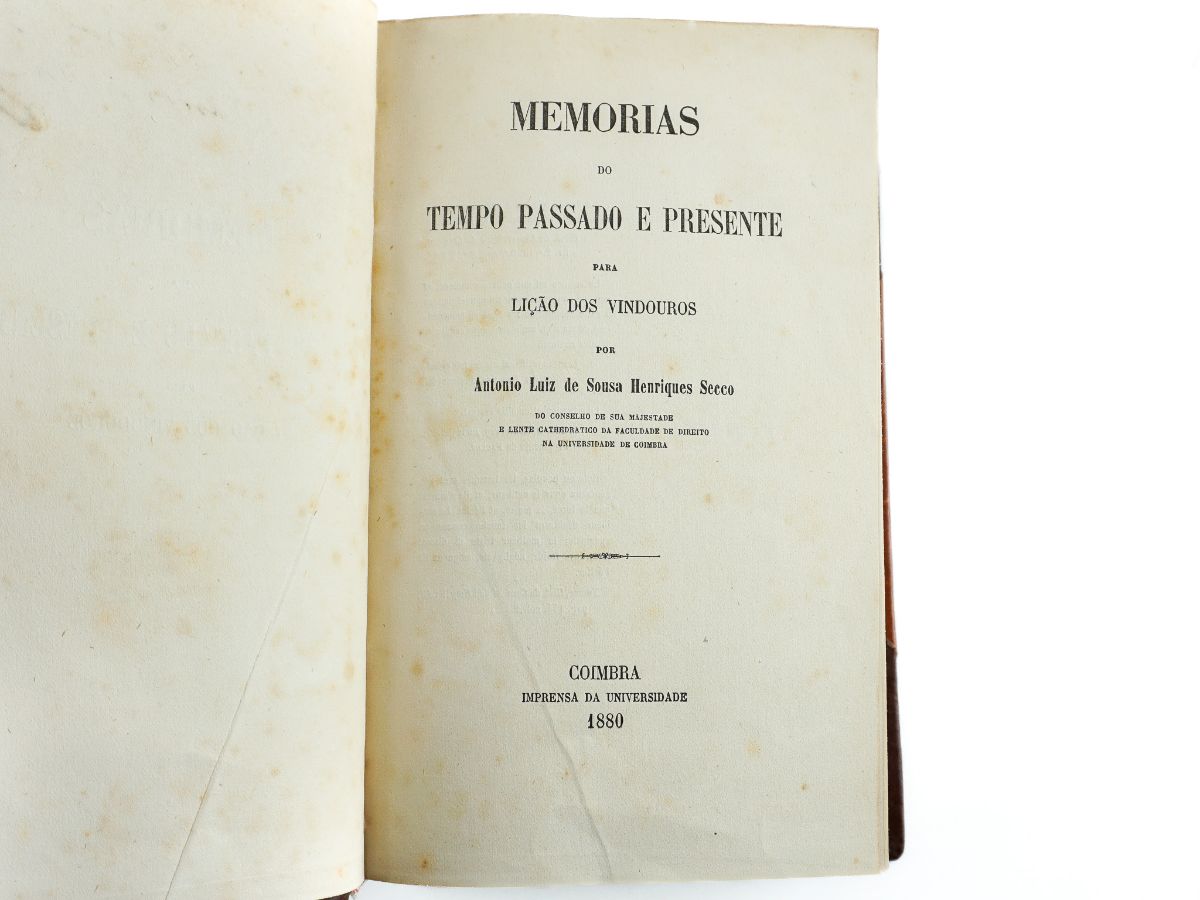 MEMORIAS
DO
TEMPO PASSADO E PRESENTE
PARA
LIÇÃO DOS VINDOUROS
POR
Antonio Luiz de Sousa Henriques Secco
DO CONSELHO DE SUA MAJESTADE
E LENTE CATHEDRATICO DA FACULDADE DE DIREITO
NA UNIVERSIDADE DE COIMBRA
COIMBRA
IMPRENSA DA UNIVERSIDADE
1880